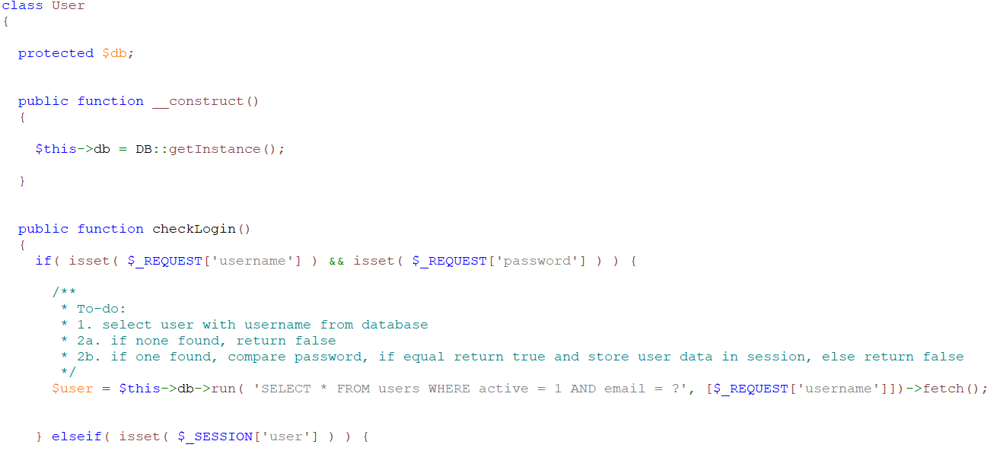 class User
{
protected $db;
public function __construct()
{
$this->db = DB::getInstance();
}
public function checkLogin()
{
if( isset( $_REQUEST['username'] ) && isset( $_REQUEST['password'] ) ) {
/**
* To-do:
* 1. select user with username from database
* 2a. if none found, return false
* 2b. if one found, compare password, if equal return true and store user data in session, else return false
*/
$user = $this->db->run( 'SELECT * FROM users WHERE active = 1 AND email = ?', [$_REQUEST['username']])->fetch();
} elseif( isset( $_SESSION['user'] ) ) {